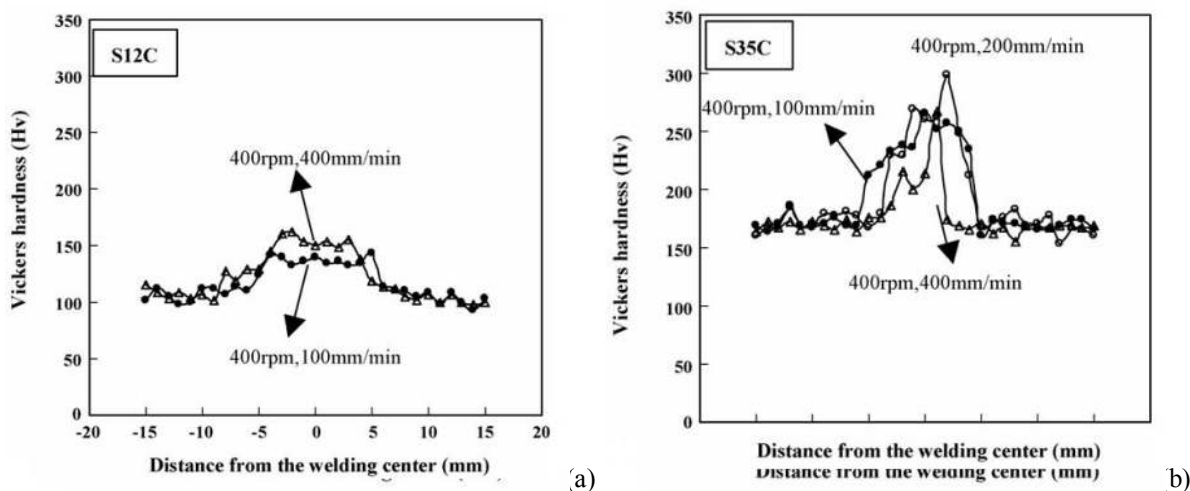 350
S12C
300
250
400rpm,400mm/min
200
150
100
50
400rpm,100mm/min
0
-20 -15 -10 -5 0 5 10 15 20
Vickers hardness (Hv)
Distance from the welding center (mm)
(a)
350
S35C
400rpm,200mm/min
300
400rpm,100mm/min
250
200
150
400rpm,400mm/min
100
50
0
Vickers hardness (Hv)
Distance from the welding center (mm)
Distance from the welding center (mm)
(b)